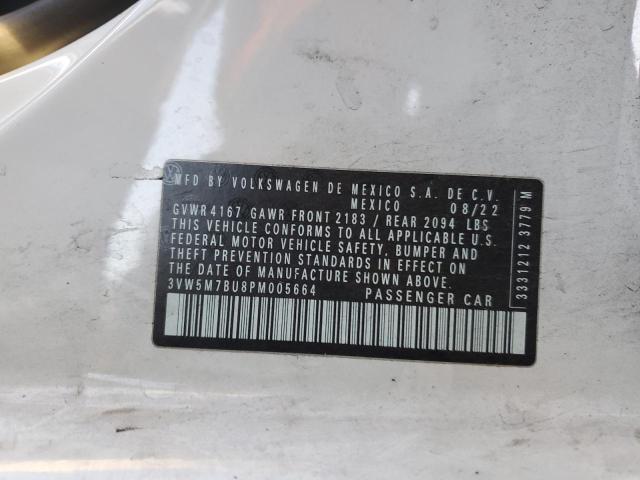 MFD BY VOLKSWAGEN DE MEXICO S.A. DE C.V.
MEXICO 08/22
GVWR 4167 GAWR FRONT 2183 / REAR 2094 LBS
THIS VEHICLE CONFORMS TO ALL APPLICABLE U.S.
FEDERAL MOTOR VEHICLE SAFETY, BUMPER AND
THEFT PREVENTION STANDARDS IN EFFECT ON
THE DATE OF MANUFACTURE SHOWN ABOVE.
3VW5M7BU8PM005664 PASSENGER CAR
3331212 3779 M